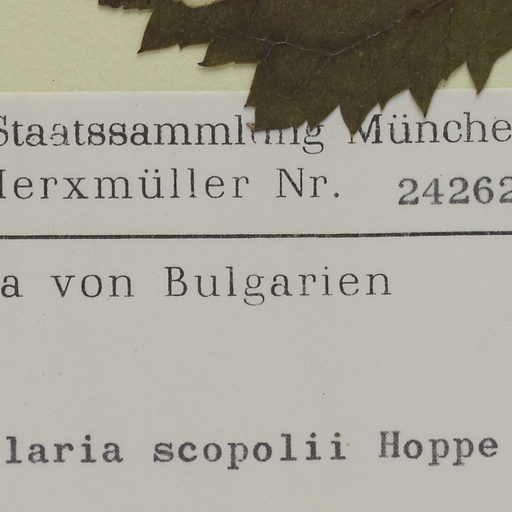 Staatssammlung Münche
Merxmüller Nr. 24262
a von Bulgarien
laria scopolii Hoppe